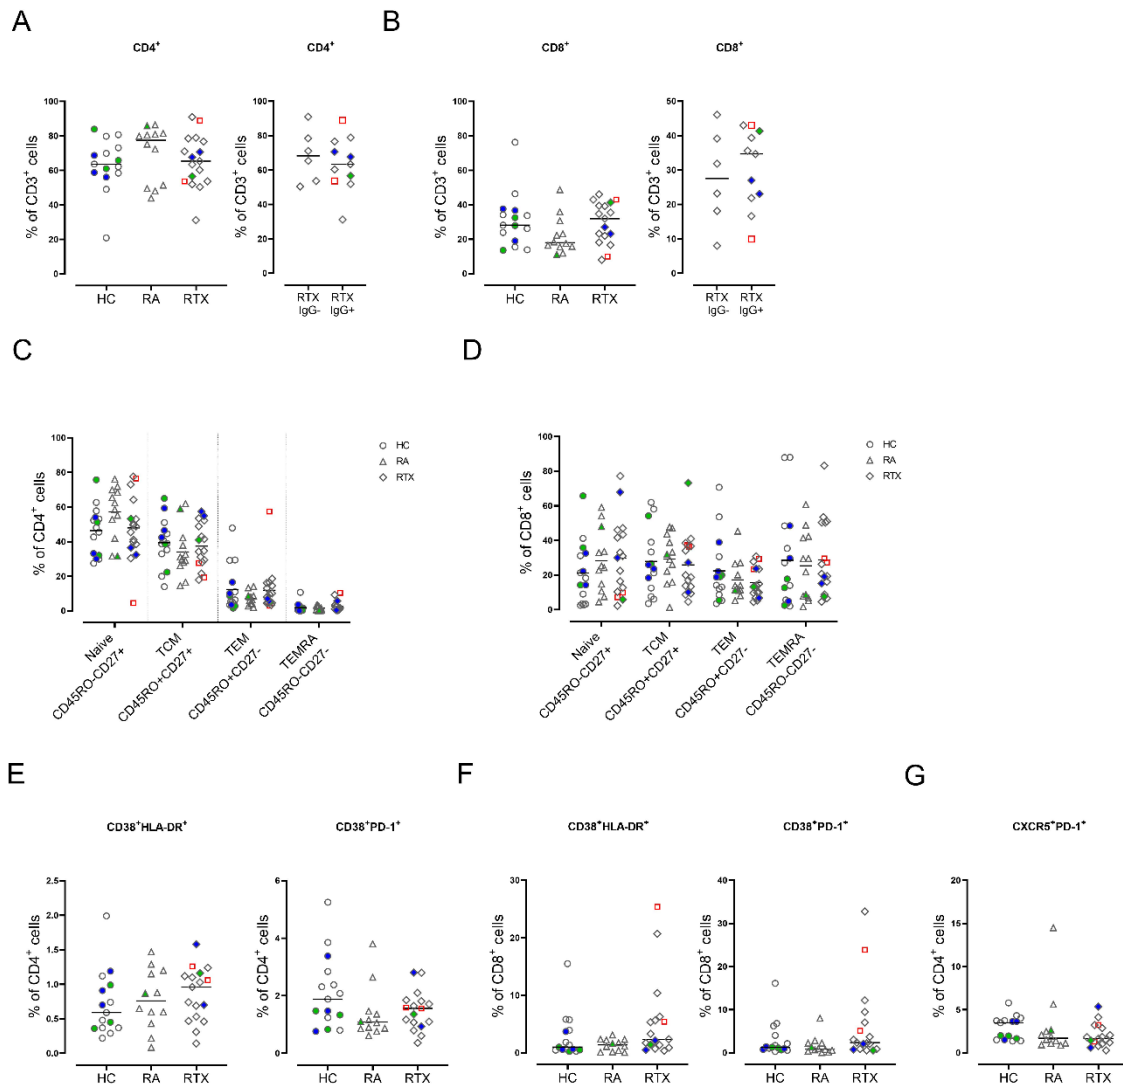 A
B
CD4⁺
CD4⁺
CD8⁺
CD8⁺
% of CD3⁺ cells
100
80
60
40
20
0
HC
RA
RTX
% of CD3⁺ cells
100
80
60
40
20
0
RTX IgG-
RTX IgG+
% of CD3⁺ cells
100
80
60
40
20
0
HC
RA
RTX
% of CD3⁺ cells
50
40
30
20
10
0
RTX IgG-
RTX IgG+
C
D
% of CD4⁺ cells
100
80
60
40
20
0
Naive
CD45RO-CD27+
TCM
CD45RO+CD27+
TEM
CD45RO+CD27-
TEMRA
CD45RO-CD27-
HC
RA
RTX
% of CD8⁺ cells
100
80
60
40
20
0
Naive
CD45RO-CD27+
TCM
CD45RO+CD27+
TEM
CD45RO+CD27-
TEMRA
CD45RO-CD27-
HC
RA
RTX
E
F
G
CD38⁺HLA-DR⁺
CD38⁺PD-1⁺
CD38⁺HLA-DR⁺
CD38⁺PD-1⁺
CXCR5⁺PD-1⁺
% of CD4⁺ cells
2.5
2.0
1.5
1.0
0.5
0.0
HC
RA
RTX
% of CD4⁺ cells
6
4
2
0
HC
RA
RTX
% of CD8⁺ cells
30
20
10
0
HC
RA
RTX
% of CD8⁺ cells
40
30
20
10
0
HC
RA
RTX
% of CD4⁺ cells
20
15
10
5
0
HC
RA
RTX